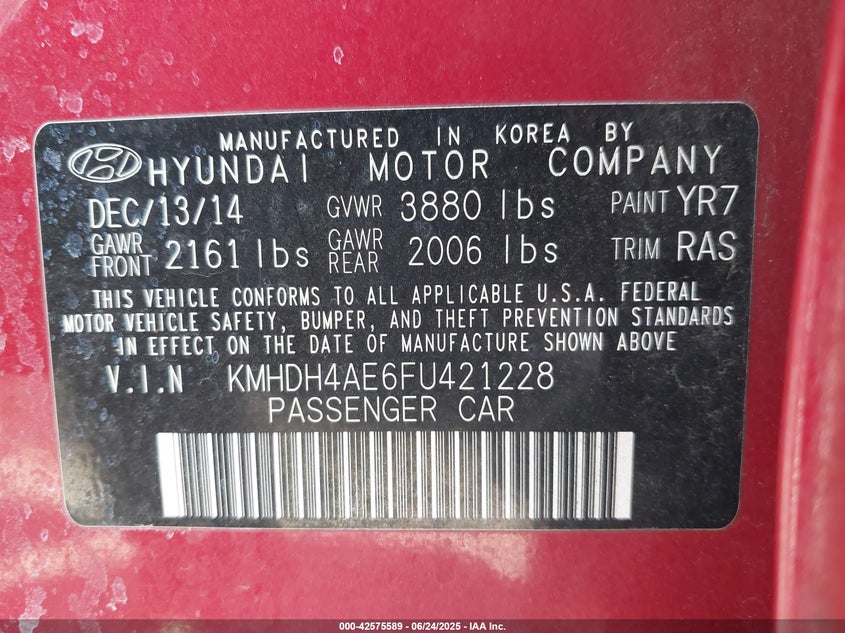 MANUFACTURED IN KOREA BY
HYUNDAI MOTOR COMPANY
DEC/13/14 GVWR 3880 lbs PAINT YR7
GAWR FRONT 2161 lbs GAWR REAR 2006 lbs TRIM RAS
THIS VEHICLE CONFORMS TO ALL APPLICABLE U.S.A. FEDERAL
MOTOR VEHICLE SAFETY, BUMPER, AND THEFT PREVENTION STANDARDS
IN EFFECT ON THE DATE OF MANUFACTURE SHOWN ABOVE
V.I.N KMHDH4AE6FU421228
PASSENGER CAR
000-42575589 - 06/24/2025 - IAA Inc.